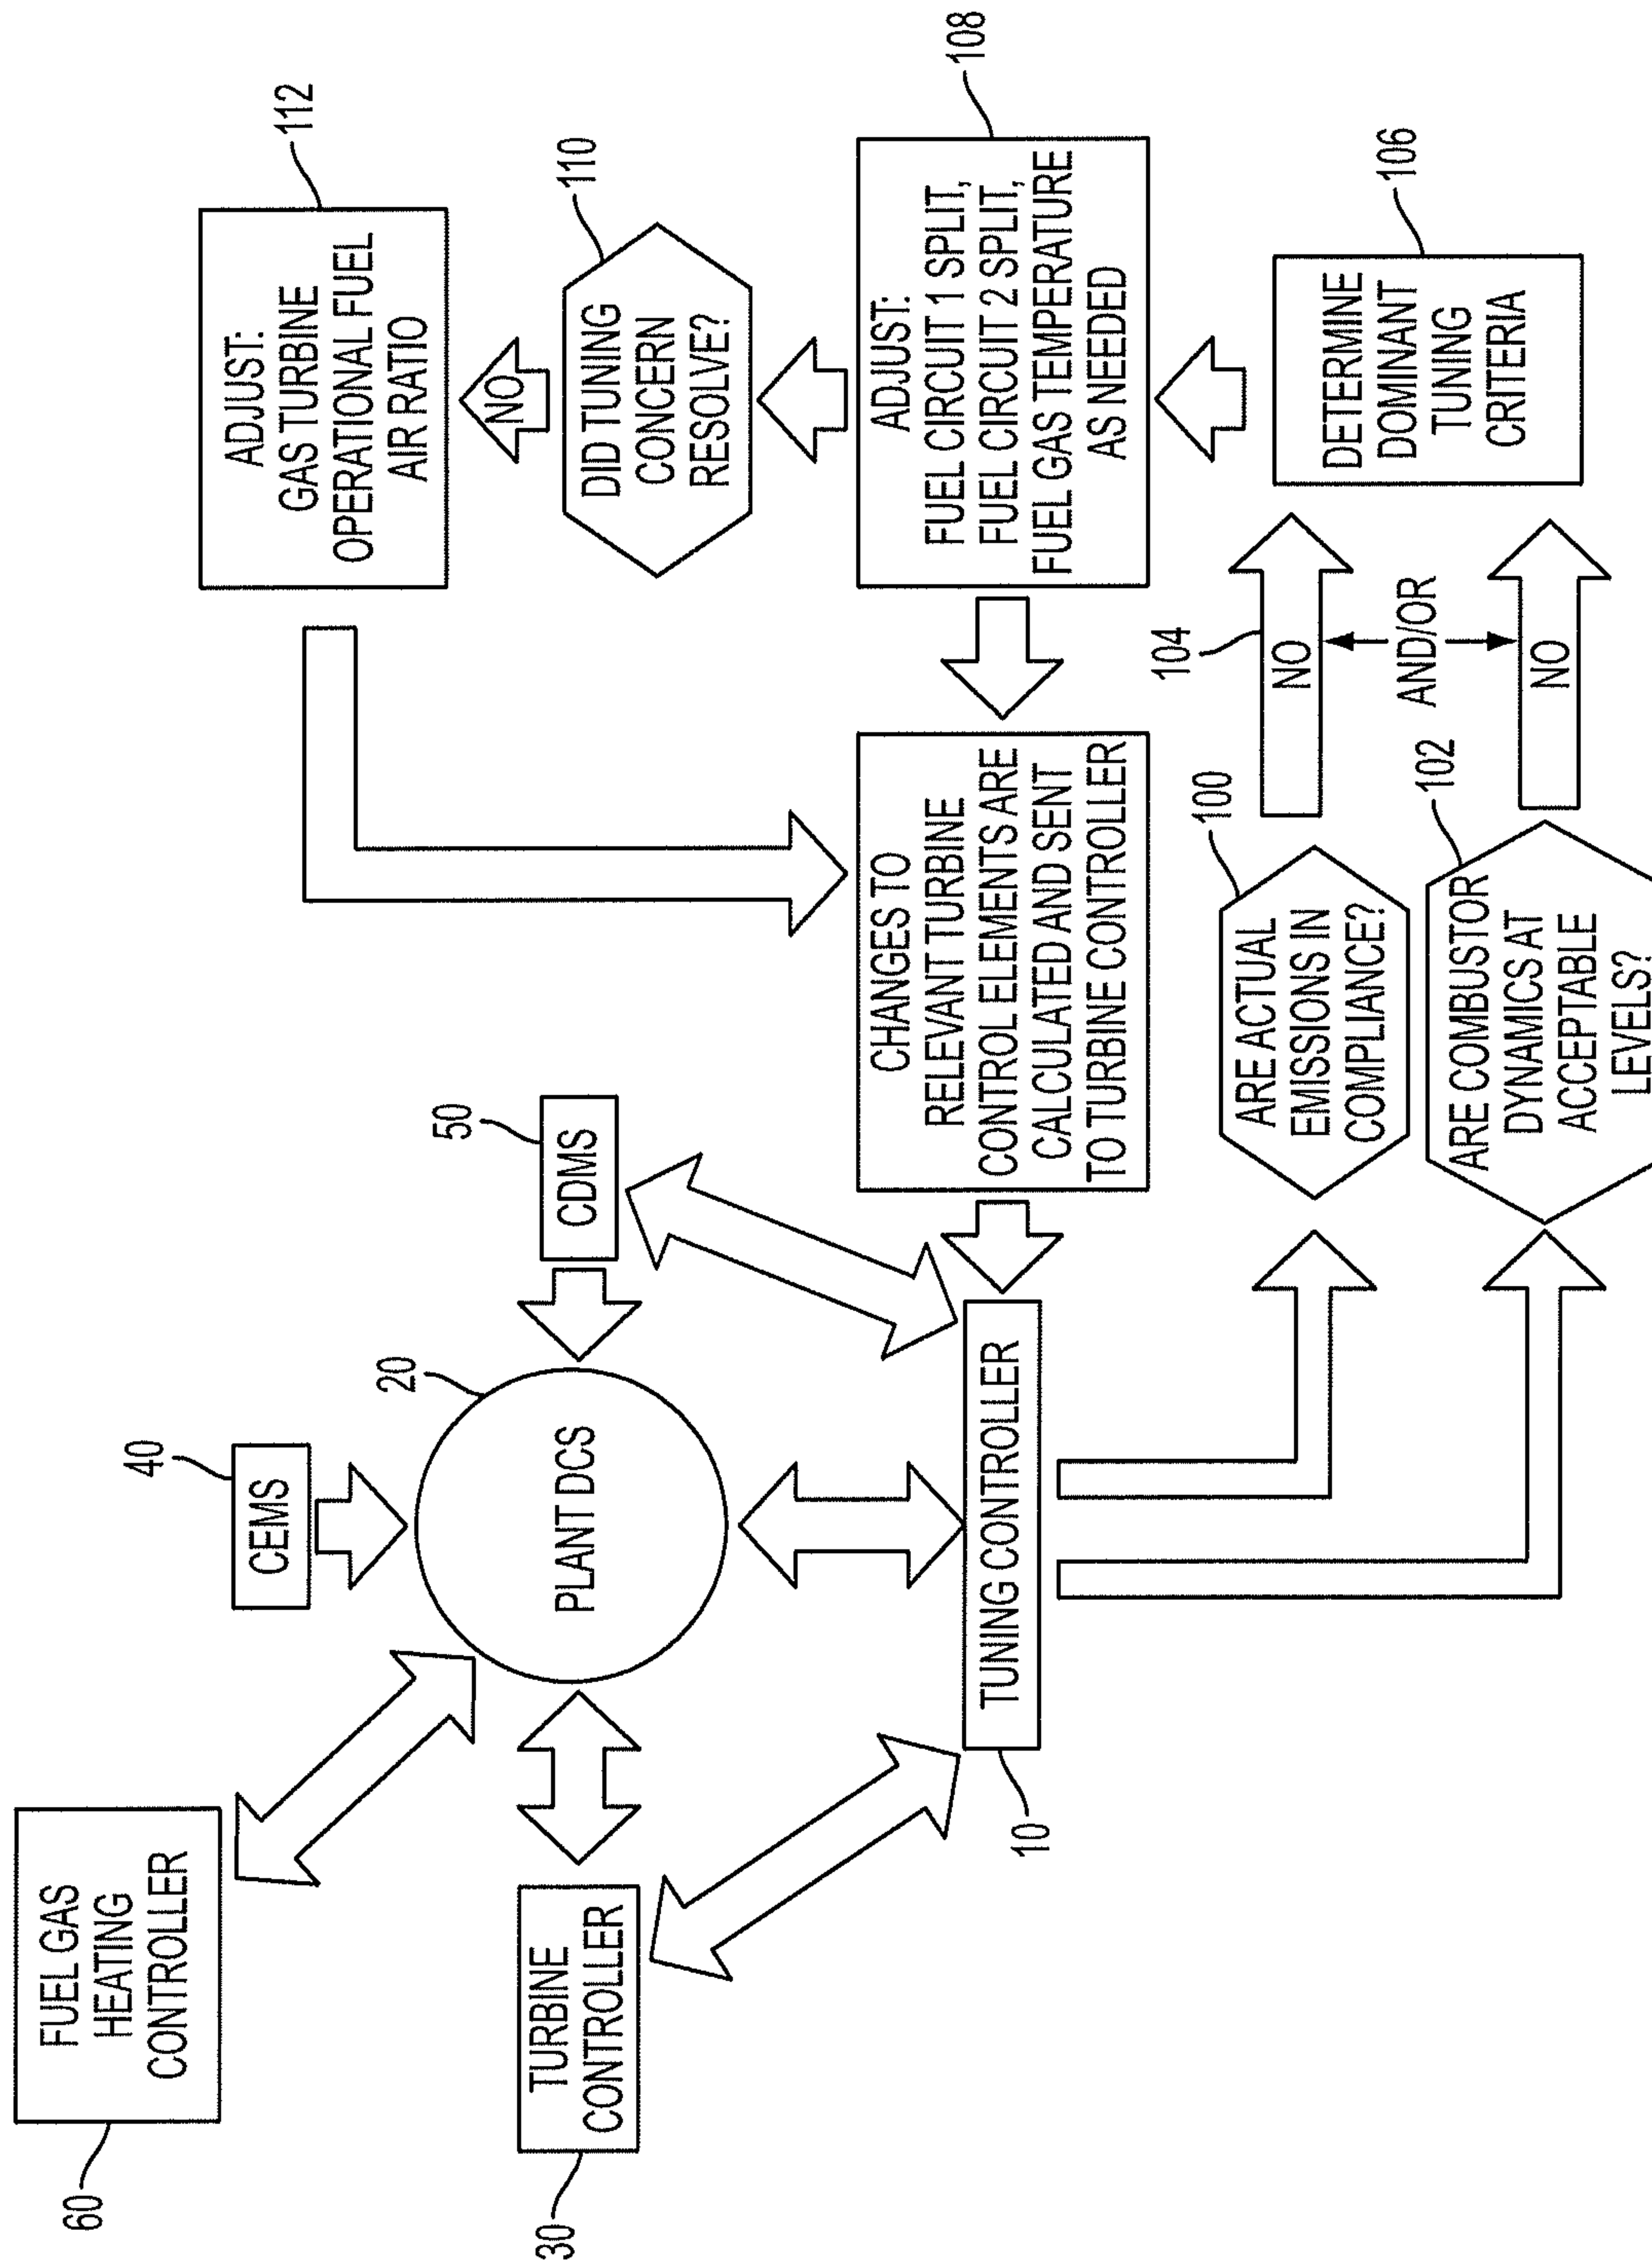 60
FUEL GAS
HEATING
CONTROLLER
40
CEMS
20
PLANT DCS
50
CDMS
30
TURBINE
CONTROLLER
10
TUNING CONTROLLER
112
ADJUST:
GAS TURBINE
OPERATIONAL FUEL
AIR RATIO
NO
110
DID TUNING
CONCERN
RESOLVE?
108
ADJUST:
FUEL CIRCUIT 1 SPLIT,
FUEL CIRCUIT 2 SPLIT,
FUEL GAS TEMPERATURE
AS NEEDED
CHANGES TO
RELEVANT TURBINE
CONTROL ELEMENTS ARE
CALCULATED AND SENT
TO TURBINE CONTROLLER
100
ARE ACTUAL
EMISSIONS IN
COMPLIANCE?
104
NO
AND/OR
102
ARE COMBUSTOR
DYNAMICS AT
ACCEPTABLE
LEVELS?
NO
106
DETERMINE
DOMINANT
TUNING
CRITERIA